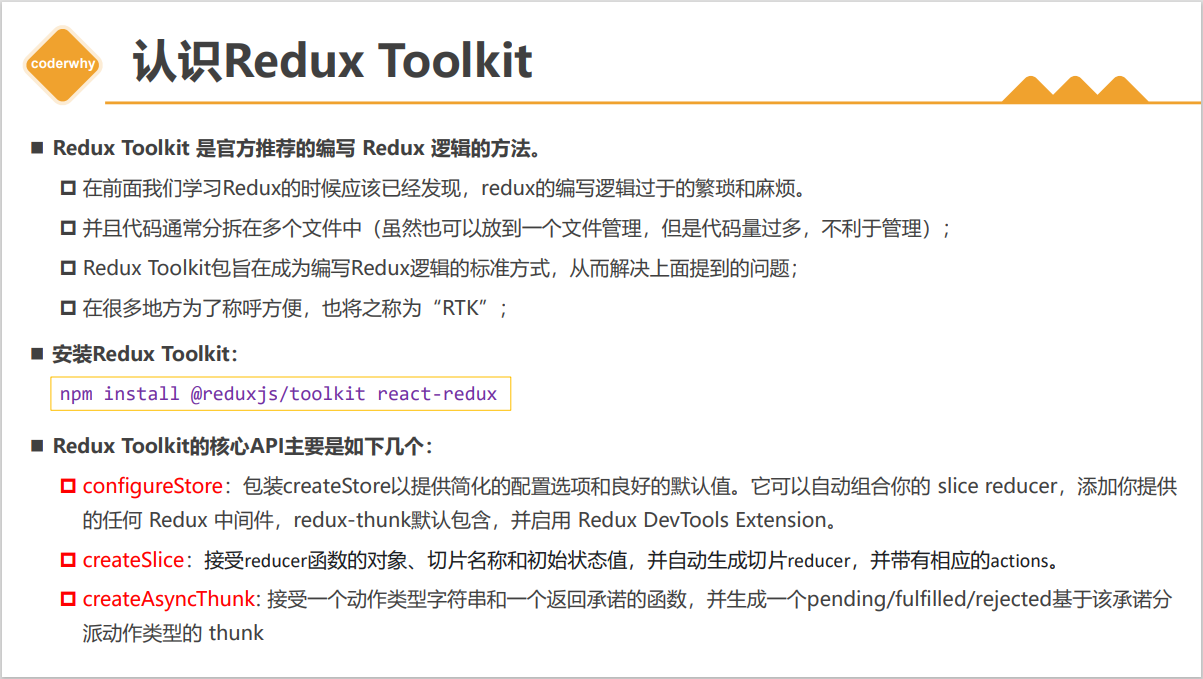 coderwhy
认识Redux Toolkit
Redux Toolkit 是官方推荐的编写 Redux 逻辑的方法。
在前面我们学习Redux的时候应该已经发现，redux的编写逻辑过于的繁琐和麻烦。
并且代码通常分拆在多个文件中（虽然也可以放到一个文件管理，但是代码量过多，不利于管理）；
Redux Toolkit包旨在成为编写Redux逻辑的标准方式，从而解决上面提到的问题；
在很多地方为了称呼方便，也将之称为“RTK”；
安装Redux Toolkit：
npm install @reduxjs/toolkit react-redux
Redux Toolkit的核心API主要是如下几个：
configureStore：包装createStore以提供简化的配置选项和良好的默认值。它可以自动组合你的 slice reducer，添加你提供
的任何 Redux 中间件，redux-thunk默认包含，并启用 Redux DevTools Extension。
createSlice：接受reducer函数的对象、切片名称和初始状态值，并自动生成切片reducer，并带有相应的actions。
createAsyncThunk: 接受一个动作类型字符串和一个返回承诺的函数，并生成一个pending/fulfilled/rejected基于该承诺分
派动作类型的 thunk